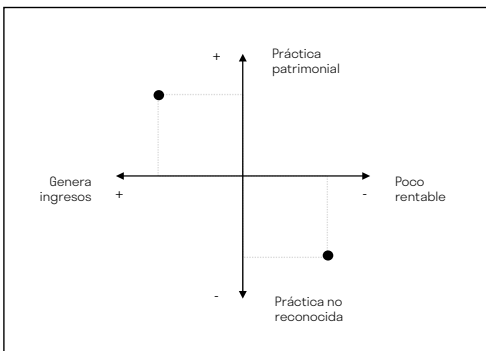 +
Práctica
patrimonial
Genera
ingresos
+
Poco
rentable
-
-
Práctica no
reconocida